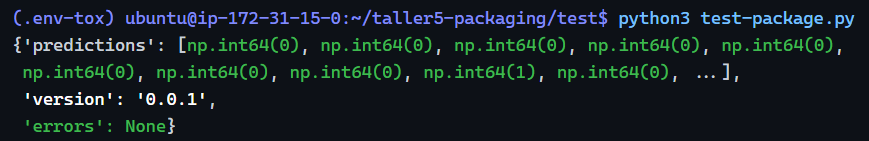 (.env-tox) ubuntu@ip-172-31-15-0:~/taller5-packaging/test$ python3 test-package.py
{'predictions': [np.int64(0), np.int64(0), np.int64(0), np.int64(0), np.int64(0),
 np.int64(0), np.int64(0), np.int64(0), np.int64(1), np.int64(0), ...],
 'version': '0.0.1',
 'errors': None}